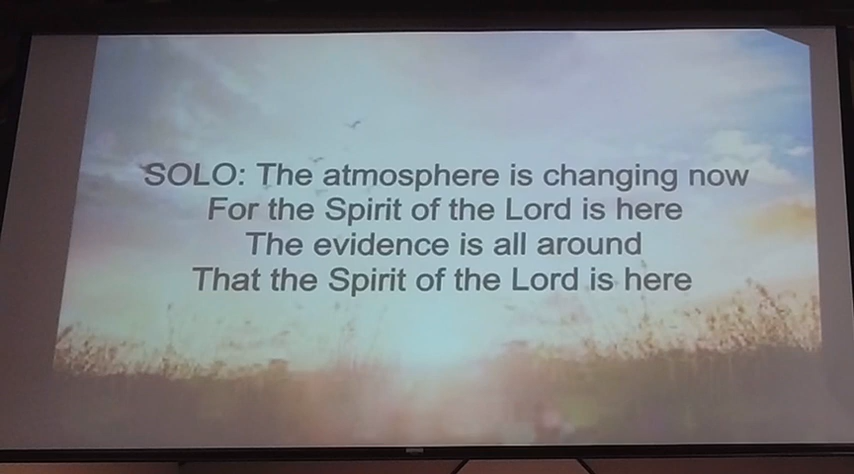 SOLO: The atmosphere is changing now
For the Spirit of the Lord is here
The evidence is all around
That the Spirit of the Lord is here